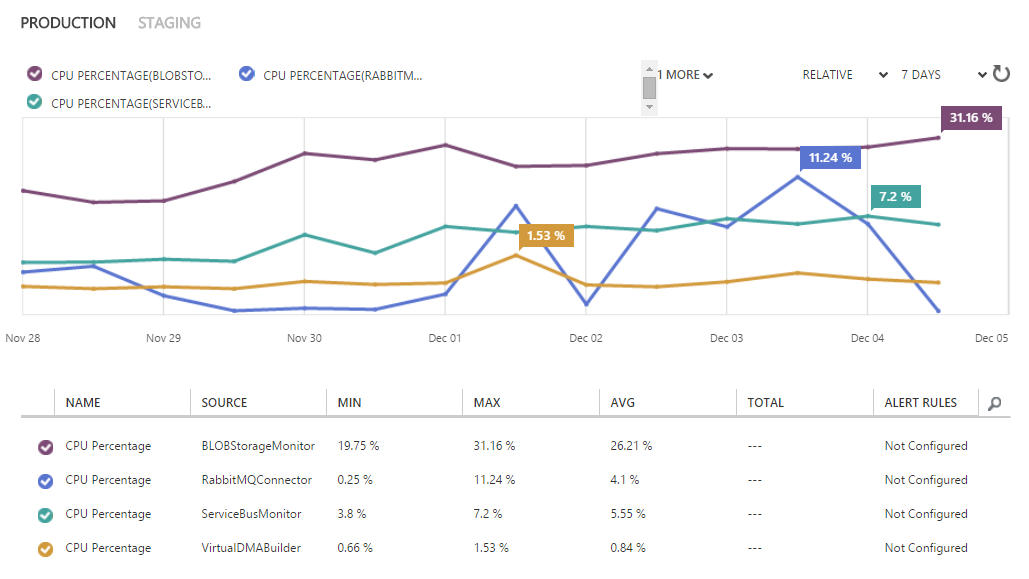 PRODUCTION STAGING
CPU PERCENTAGE(BLOBSTO... CPU PERCENTAGE(RABBITM... 1 MORE RELATIVE 7 DAYS
CPU PERCENTAGE(SERVICEB...
31.16 %
11.24 %
7.2 %
1.53 %
Nov 28 Nov 29 Nov 30 Dec 01 Dec 02 Dec 03 Dec 04 Dec 05
NAME SOURCE MIN MAX AVG TOTAL ALERT RULES
CPU Percentage BLOBStorageMonitor 19.75 % 31.16 % 26.21 % --- Not Configured
CPU Percentage RabbitMQConnector 0.25 % 11.24 % 4.1 % --- Not Configured
CPU Percentage ServiceBusMonitor 3.8 % 7.2 % 5.55 % --- Not Configured
CPU Percentage VirtualDMABuilder 0.66 % 1.53 % 0.84 % --- Not Configured